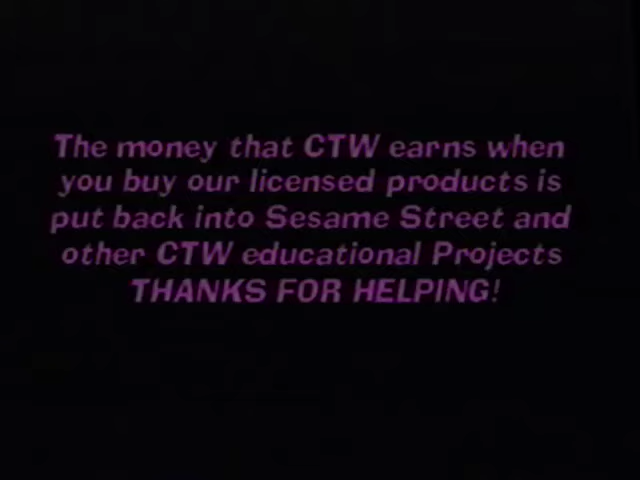 The money that CTW earns when
you buy our licensed products is
put back into Sesame Street and
other CTW educational Projects
THANKS FOR HELPING!